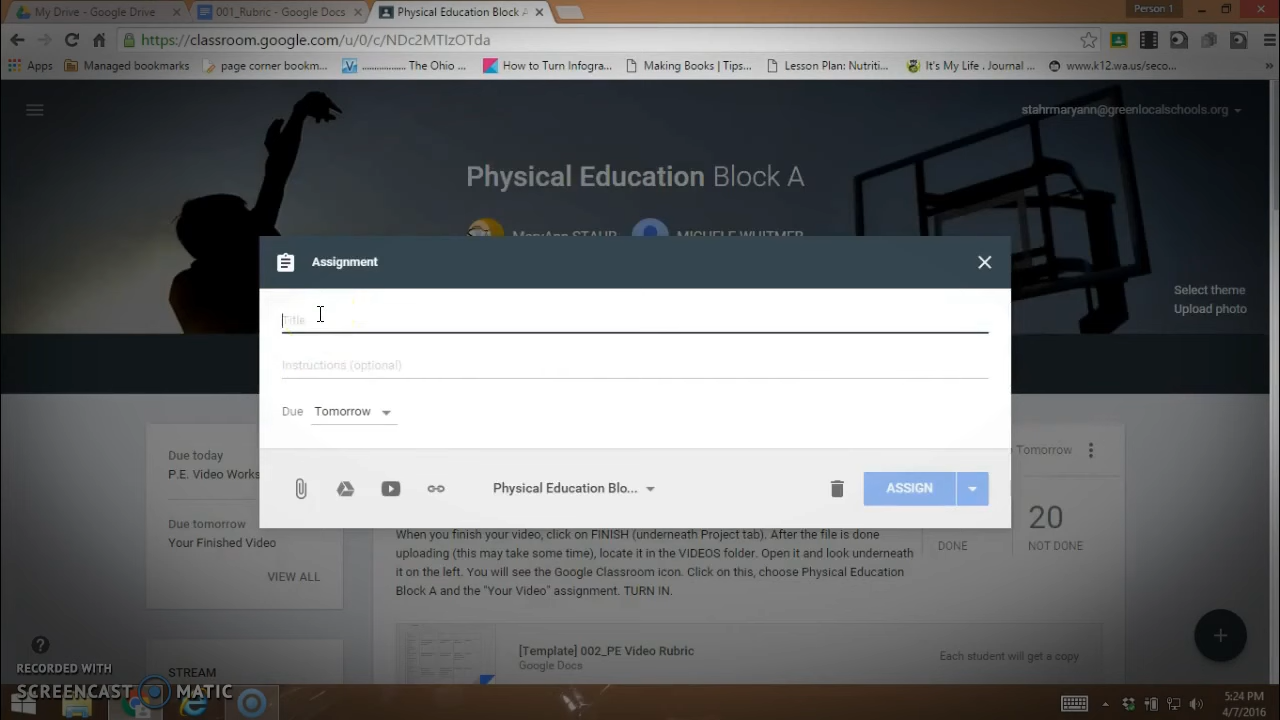 My Drive - Google Drive
001_Rubric - Google Docs
Physical Education Block A
Person 1
https://classroom.google.com/u/0/c/NDc2MTIzOTda
Apps
Managed bookmarks
page corner bookm...
.................. The Ohio ...
How to Turn Infogra...
Making Books | Tips...
Lesson Plan: Nutriti...
It's My Life . Journal ...
www.k12.wa.us/seco...
stahrmaryann@greenlocalschools.org
Physical Education Block A
MaryAnn STAHR
MICHELE WHITMER
Select theme
Upload photo
Assignment
Title
Instructions (optional)
Due Tomorrow
Physical Education Blo...
ASSIGN
Due today
P.E. Video Works
Due tomorrow
Your Finished Video
VIEW ALL
STREAM
Tomorrow
20
DONE
NOT DONE
When you finish your video, click on FINISH (underneath Project tab). After the file is done
uploading (this may take some time), locate it in the VIDEOS folder. Open it and look underneath
it on the left. You will see the Google Classroom icon. Click on this, choose Physical Education
Block A and the "Your Video" assignment. TURN IN.
[Template] 002_PE Video Rubric
Google Docs
Each student will get a copy
RECORDED WITH
SCREENCAST MATIC
5:24 PM
4/7/2016